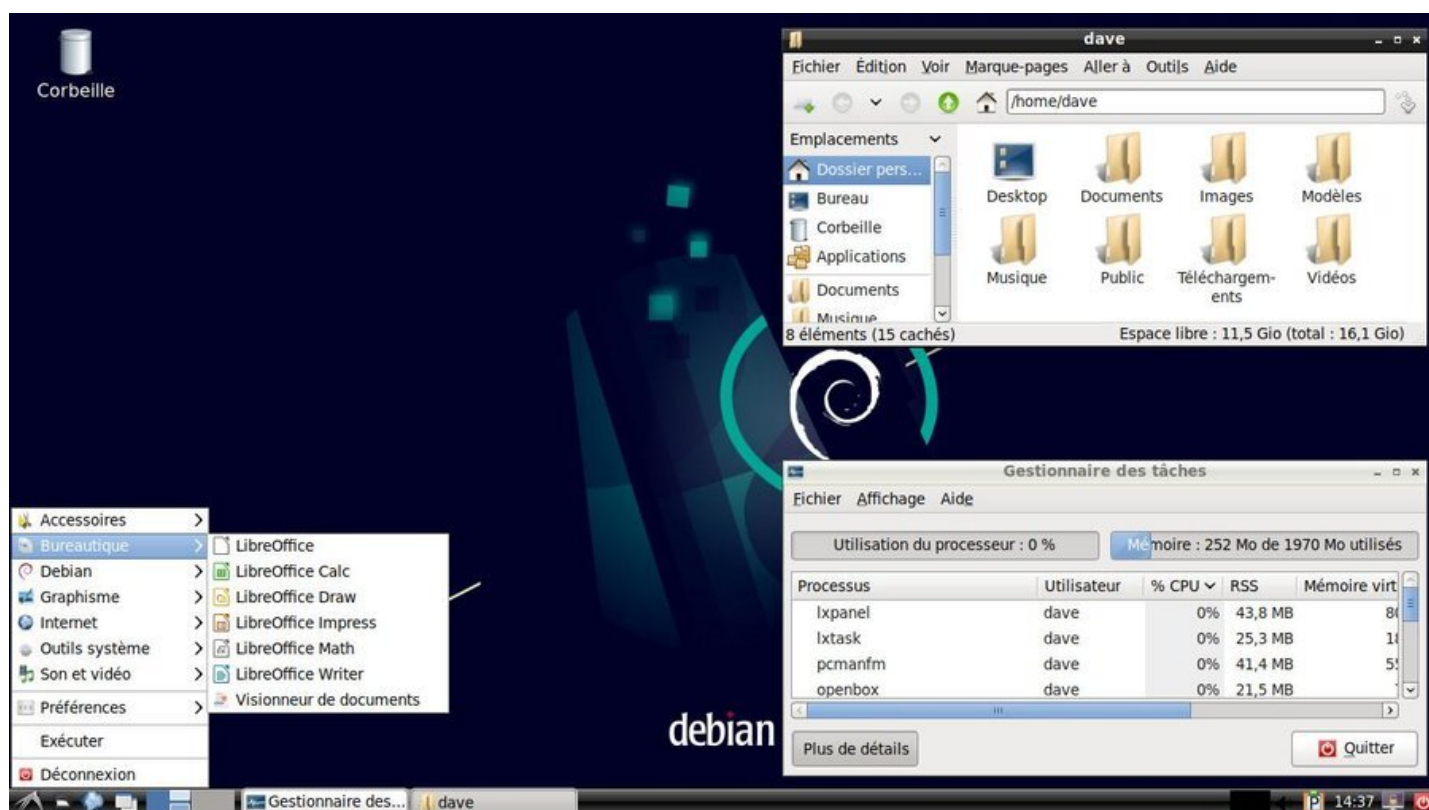 Corbeille
dave
Fichier Édition Voir Marque-pages Aller à Outils Aide
/home/dave
Emplacements
Dossier pers...
Bureau
Corbeille
Applications
Documents
Musique
Desktop Documents Images Modèles
Musique Public Téléchargem-
ents Vidéos
8 éléments (15 cachés) Espace libre : 11,5 Gio (total : 16,1 Gio)
Gestionnaire des tâches
Fichier Affichage Aide
Utilisation du processeur : 0 % Mémoire : 252 Mo de 1970 Mo utilisés
Processus Utilisateur % CPU RSS Mémoire virt
lxpanel dave 0% 43,8 MB
lxtask dave 0% 25,3 MB
pcmanfm dave 0% 41,4 MB
openbox dave 0% 21,5 MB
Plus de détails Quitter
debian
Accessoires
Bureautique
Debian
Graphisme
Internet
Outils système
Son et vidéo
Préférences
Exécuter
Déconnexion
LibreOffice
LibreOffice Calc
LibreOffice Draw
LibreOffice Impress
LibreOffice Math
LibreOffice Writer
Visionneur de documents
Gestionnaire des... dave 14:37